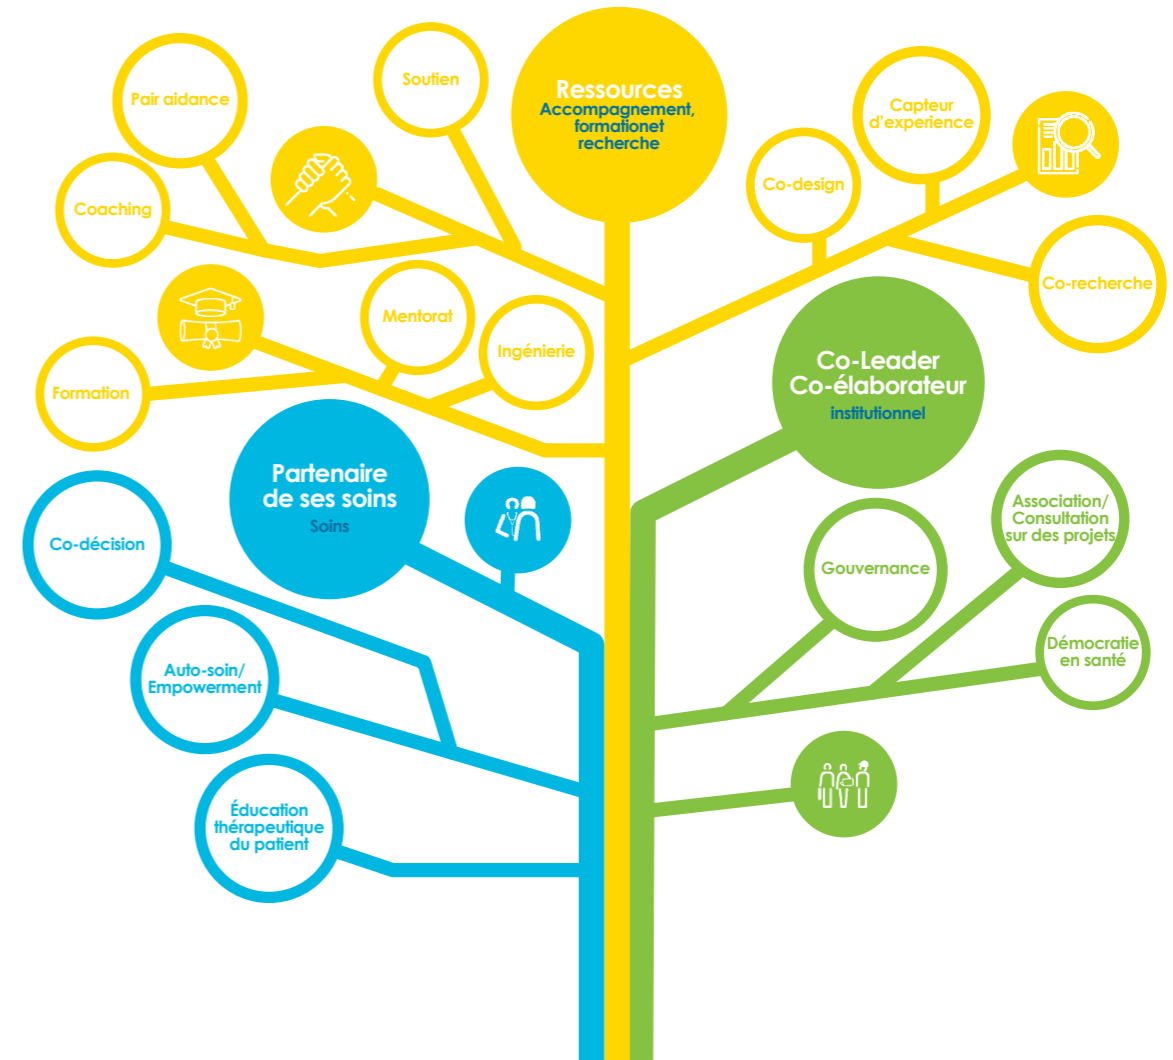 Pair aidance
Soutien
Coaching
Ressources
Accompagnement,
formationet
recherche
Capteur
d'experience
Co-design
Co-recherche
Mentorat
Ingénierie
Formation
Co-Leader
Co-élaborateur
institutionnel
Partenaire
de ses soins
Soins
Co-décision
Auto-soin/
Empowerment
Éducation
thérapeutique
du patient
Association/
Consultation
sur des projets
Gouvernance
Démocratie
en santé